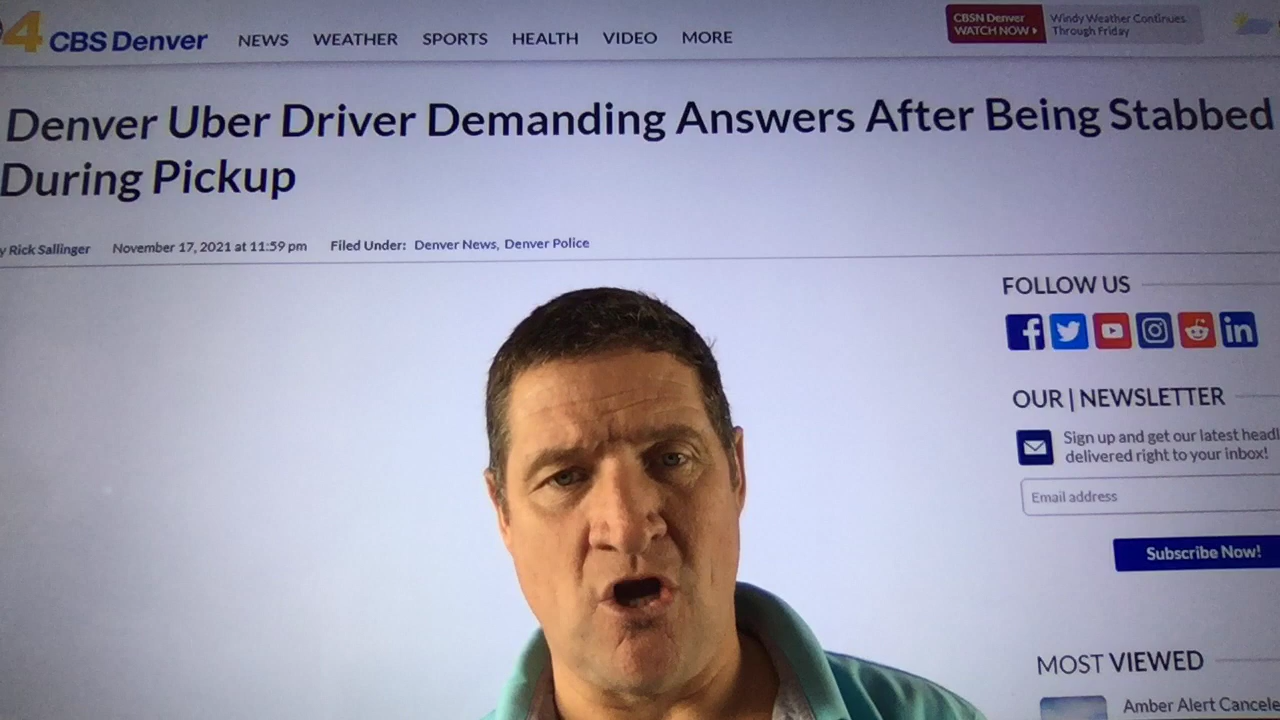 4 CBS Denver NEWS WEATHER SPORTS HEALTH VIDEO MORE
CBSN Denver
WATCH NOW
Windy Weather Continues
Through Friday
Denver Uber Driver Demanding Answers After Being Stabbed
During Pickup
y Rick Sallinger November 17, 2021 at 11:59 pm Filed Under: Denver News, Denver Police
FOLLOW US
OUR | NEWSLETTER
Sign up and get our latest headl
delivered right to your inbox!
Email address
Subscribe Now!
MOST VIEWED
Amber Alert Cancele